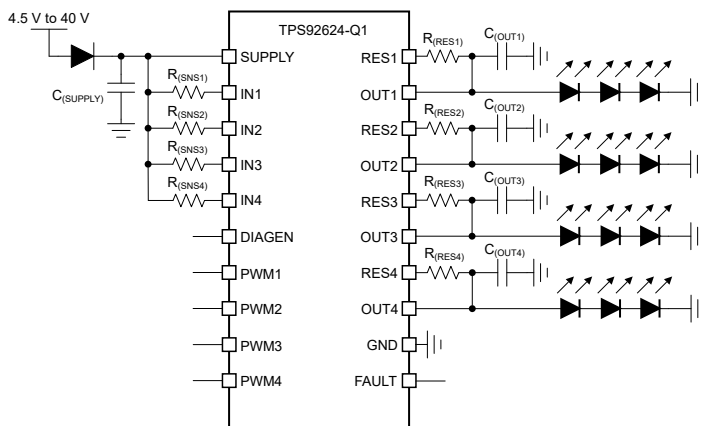 4.5 V to 40 V
TPS92624-Q1
C(SUPPLY)
R(SNS1)
R(SNS2)
R(SNS3)
R(SNS4)
SUPPLY
IN1
IN2
IN3
IN4
DIAGEN
PWM1
PWM2
PWM3
PWM4
RES1
OUT1
RES2
OUT2
RES3
OUT3
RES4
OUT4
GND
FAULT
R(RES1)
C(OUT1)
R(RES2)
C(OUT2)
R(RES3)
C(OUT3)
R(RES4)
C(OUT4)